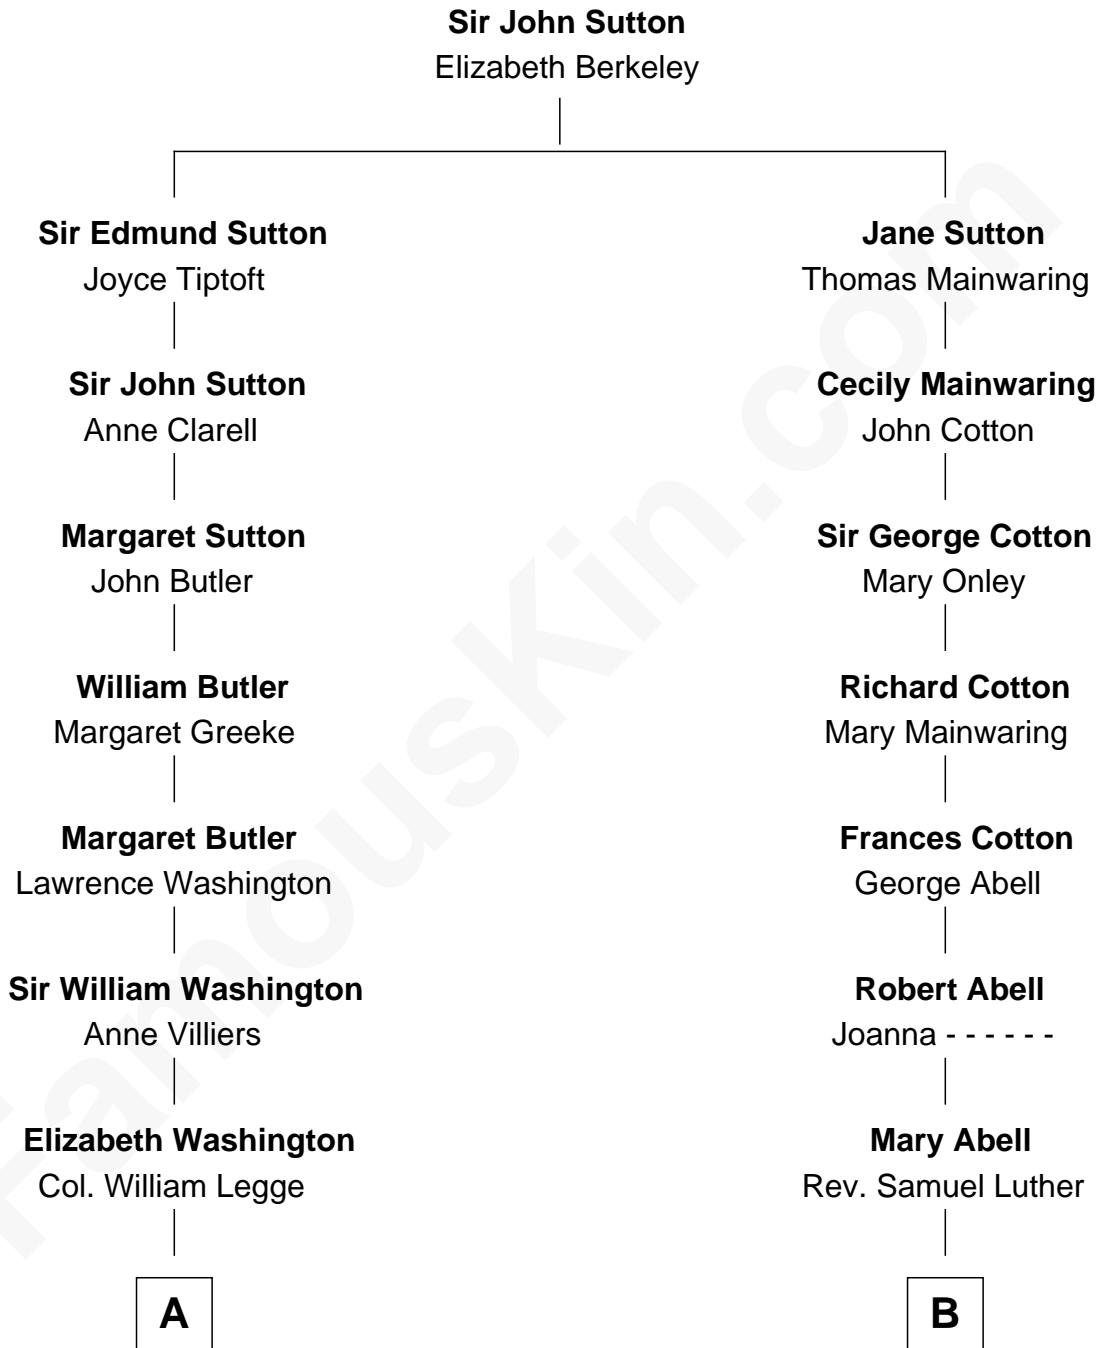 Sir John Sutton
Elizabeth Berkeley
Sir Edmund Sutton
Joyce Tiptoft
Jane Sutton
Thomas Mainwaring
Sir John Sutton
Anne Clarell
Cecily Mainwaring
John Cotton
Margaret Sutton
John Butler
Sir George Cotton
Mary Onley
William Butler
Margaret Greeke
Richard Cotton
Mary Mainwaring
Margaret Butler
Lawrence Washington
Frances Cotton
George Abell
Sir William Washington
Anne Villiers
Robert Abell
Joanna - - - - - -
Elizabeth Washington
Col. William Legge
Mary Abell
Rev. Samuel Luther
A
B
FamousKin.com